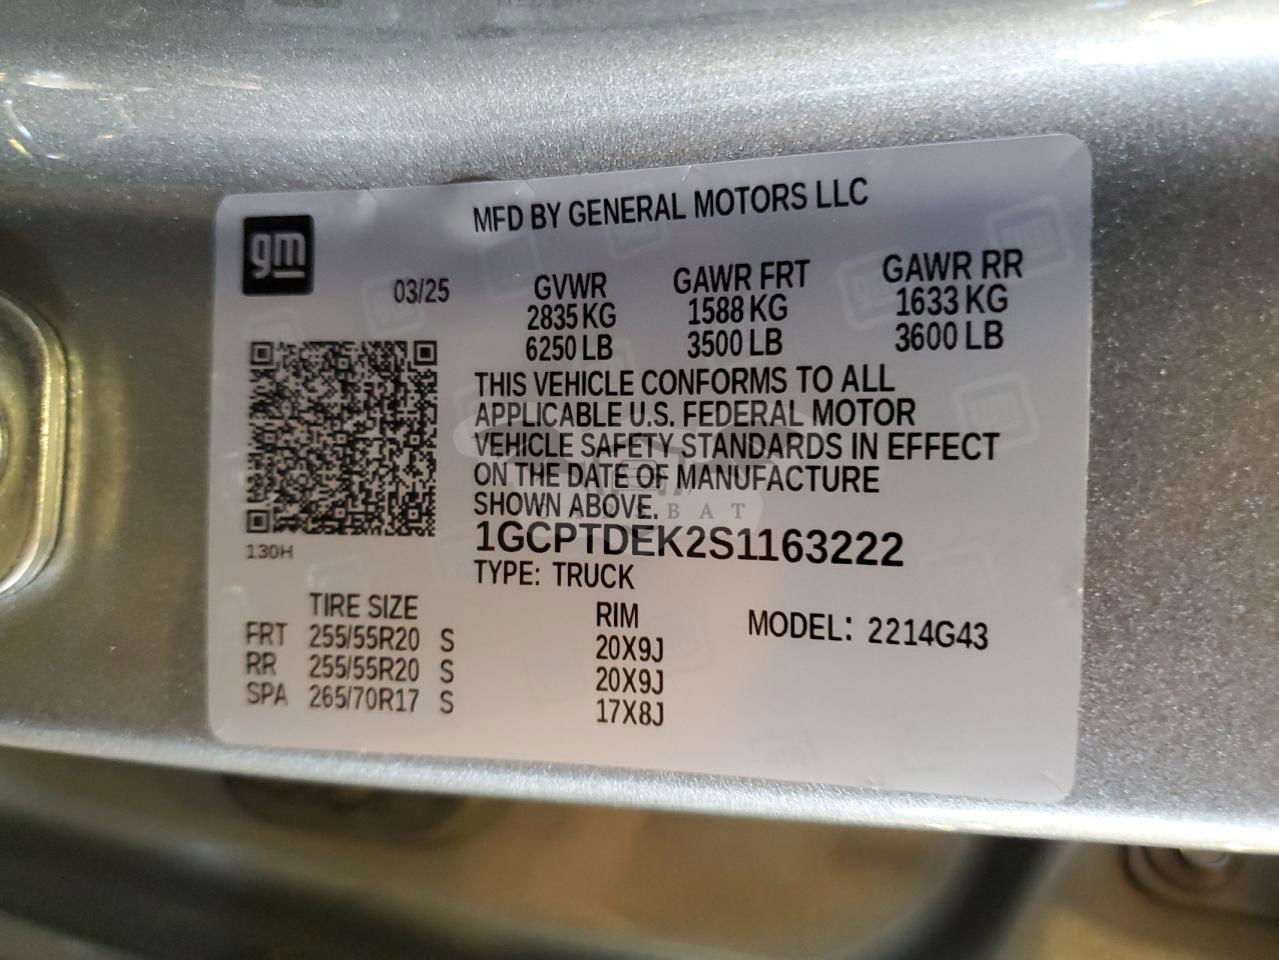 MFD BY GENERAL MOTORS LLC
gm
03/25
GVWR GAWR FRT GAWR RR
2835 KG 1588 KG 1633 KG
6250 LB 3500 LB 3600 LB
THIS VEHICLE CONFORMS TO ALL
APPLICABLE U.S. FEDERAL MOTOR
VEHICLE SAFETY STANDARDS IN EFFECT
ON THE DATE OF MANUFACTURE
SHOWN ABOVE.
1GCPTDEK2S1163222
130H
TYPE: TRUCK
TIRE SIZE RIM MODEL: 2214G43
FRT 255/55R20 S 20X9J
RR 255/55R20 S 20X9J
SPA 265/70R17 S 17X8J